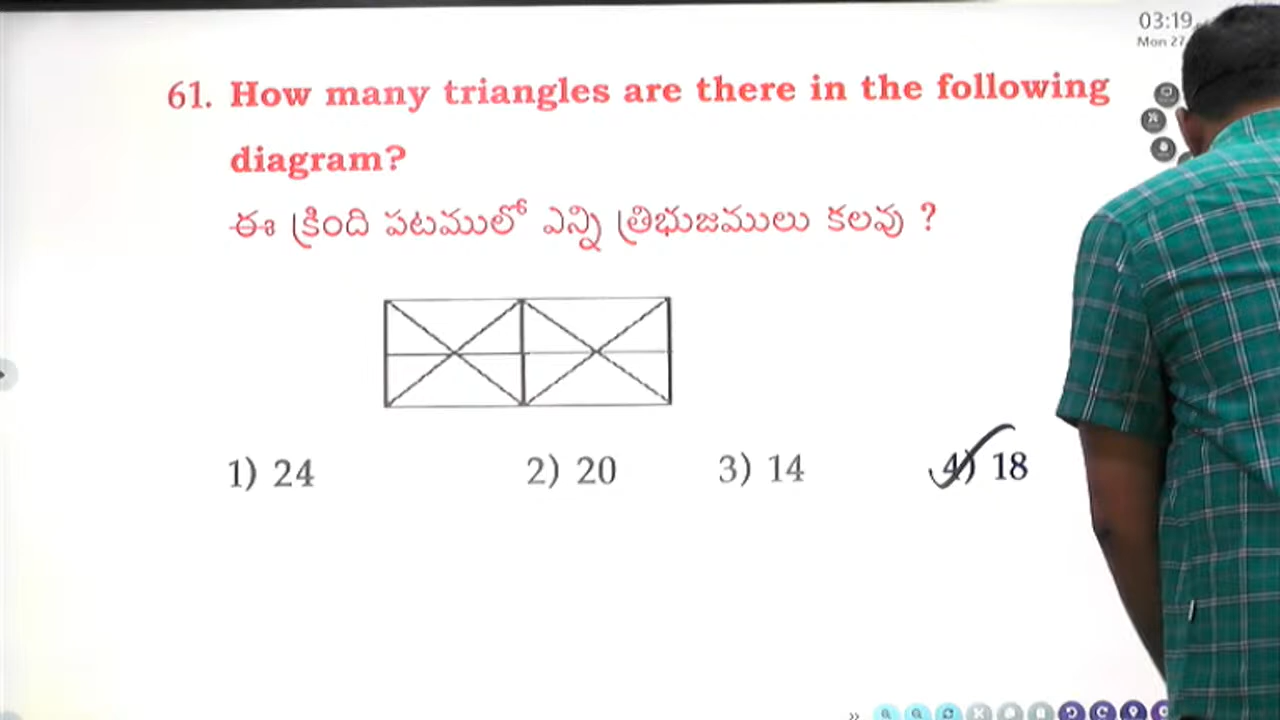 03:19
Mon 27
61. How many triangles are there in the following
diagram?
ఈ క్రింది పటములో ఎన్ని త్రిభుజములు కలవు ?
1) 24 2) 20 3) 14 4) 18